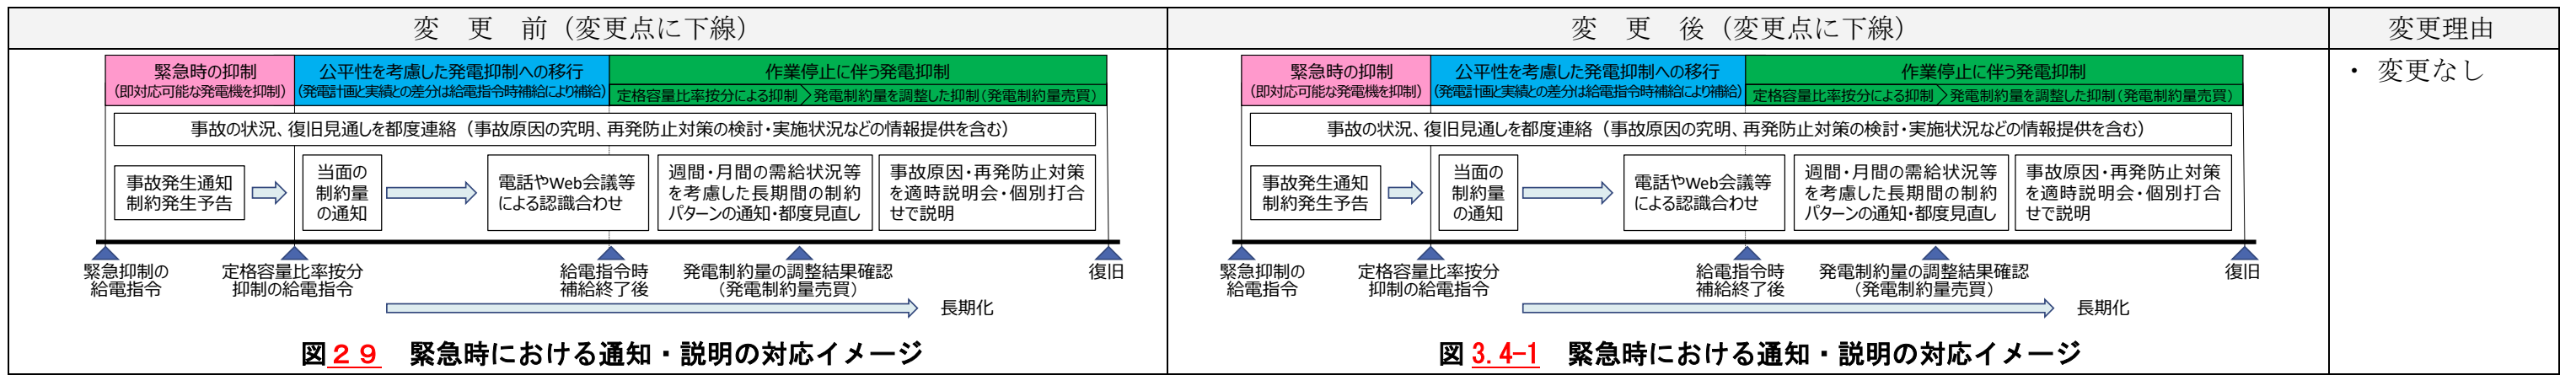 変　更　前（変更点に下線）
緊急時の抑制
（即対応可能な発電機を抑制）
公平性を考慮した発電抑制への移行
（発電計画と実績との差分は給電指令時補給により補給）
作業停止に伴う発電抑制
定格容量比率按分による抑制
発電制約量を調整した抑制（発電制約量売買）
事故の状況、復旧見通しを都度連絡（事故原因の究明、再発防止対策の検討・実施状況などの情報提供を含む）
事故発生通知
制約発生予告
当面の
制約量
の通知
電話やWeb会議等
による認識合わせ
週間・月間の需給状況等
を考慮した長期間の制約
パターンの通知・都度見直し
事故原因・再発防止対策
を適時説明会・個別打合
せで説明
緊急抑制の
給電指令
定格容量比率按分
抑制の給電指令
給電指令時
補給終了後
発電制約量の調整結果確認
（発電制約量売買）
復旧
長期化
図２９　緊急時における通知・説明の対応イメージ
変　更　後（変更点に下線）
緊急時の抑制
（即対応可能な発電機を抑制）
公平性を考慮した発電抑制への移行
（発電計画と実績との差分は給電指令時補給により補給）
作業停止に伴う発電抑制
定格容量比率按分による抑制
発電制約量を調整した抑制（発電制約量売買）
事故の状況、復旧見通しを都度連絡（事故原因の究明、再発防止対策の検討・実施状況などの情報提供を含む）
事故発生通知
制約発生予告
当面の
制約量
の通知
電話やWeb会議等
による認識合わせ
週間・月間の需給状況等
を考慮した長期間の制約
パターンの通知・都度見直し
事故原因・再発防止対策
を適時説明会・個別打合
せで説明
緊急抑制の
給電指令
定格容量比率按分
抑制の給電指令
給電指令時
補給終了後
発電制約量の調整結果確認
（発電制約量売買）
復旧
長期化
図 3.4-1　緊急時における通知・説明の対応イメージ
変更理由
・ 変更なし